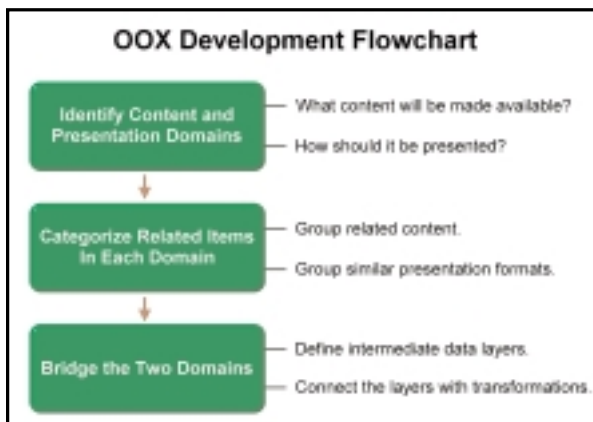 OOX Development Flowchart
Identify Content and
Presentation Domains
What content will be made available?
How should it be presented?
Categorize Related Items
In Each Domain
Group related content.
Group similar presentation formats.
Bridge the Two Domains
Define intermediate data layers.
Connect the layers with transformations.